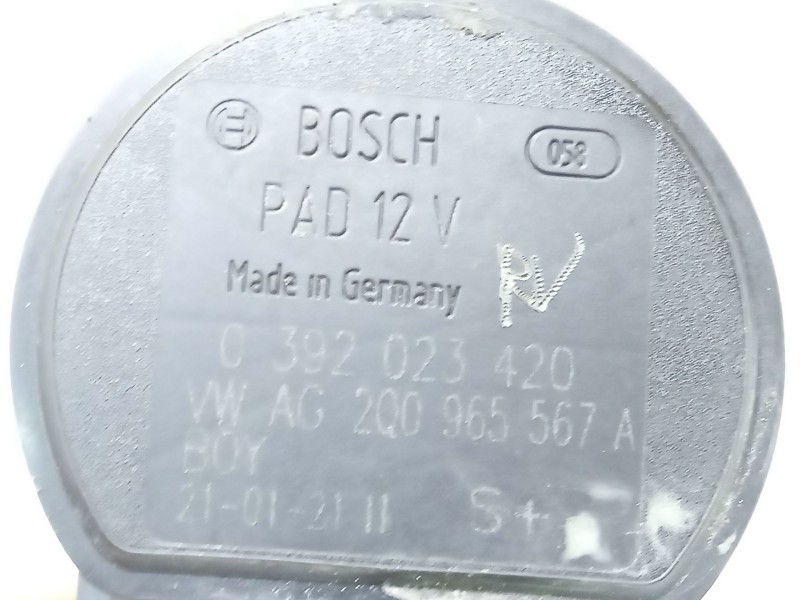 BOSCH 058
PAD 12 V
Made in Germany
0 392 023 420
VW AG 2Q0 965 567 A
BOY
21-01-21 II S+